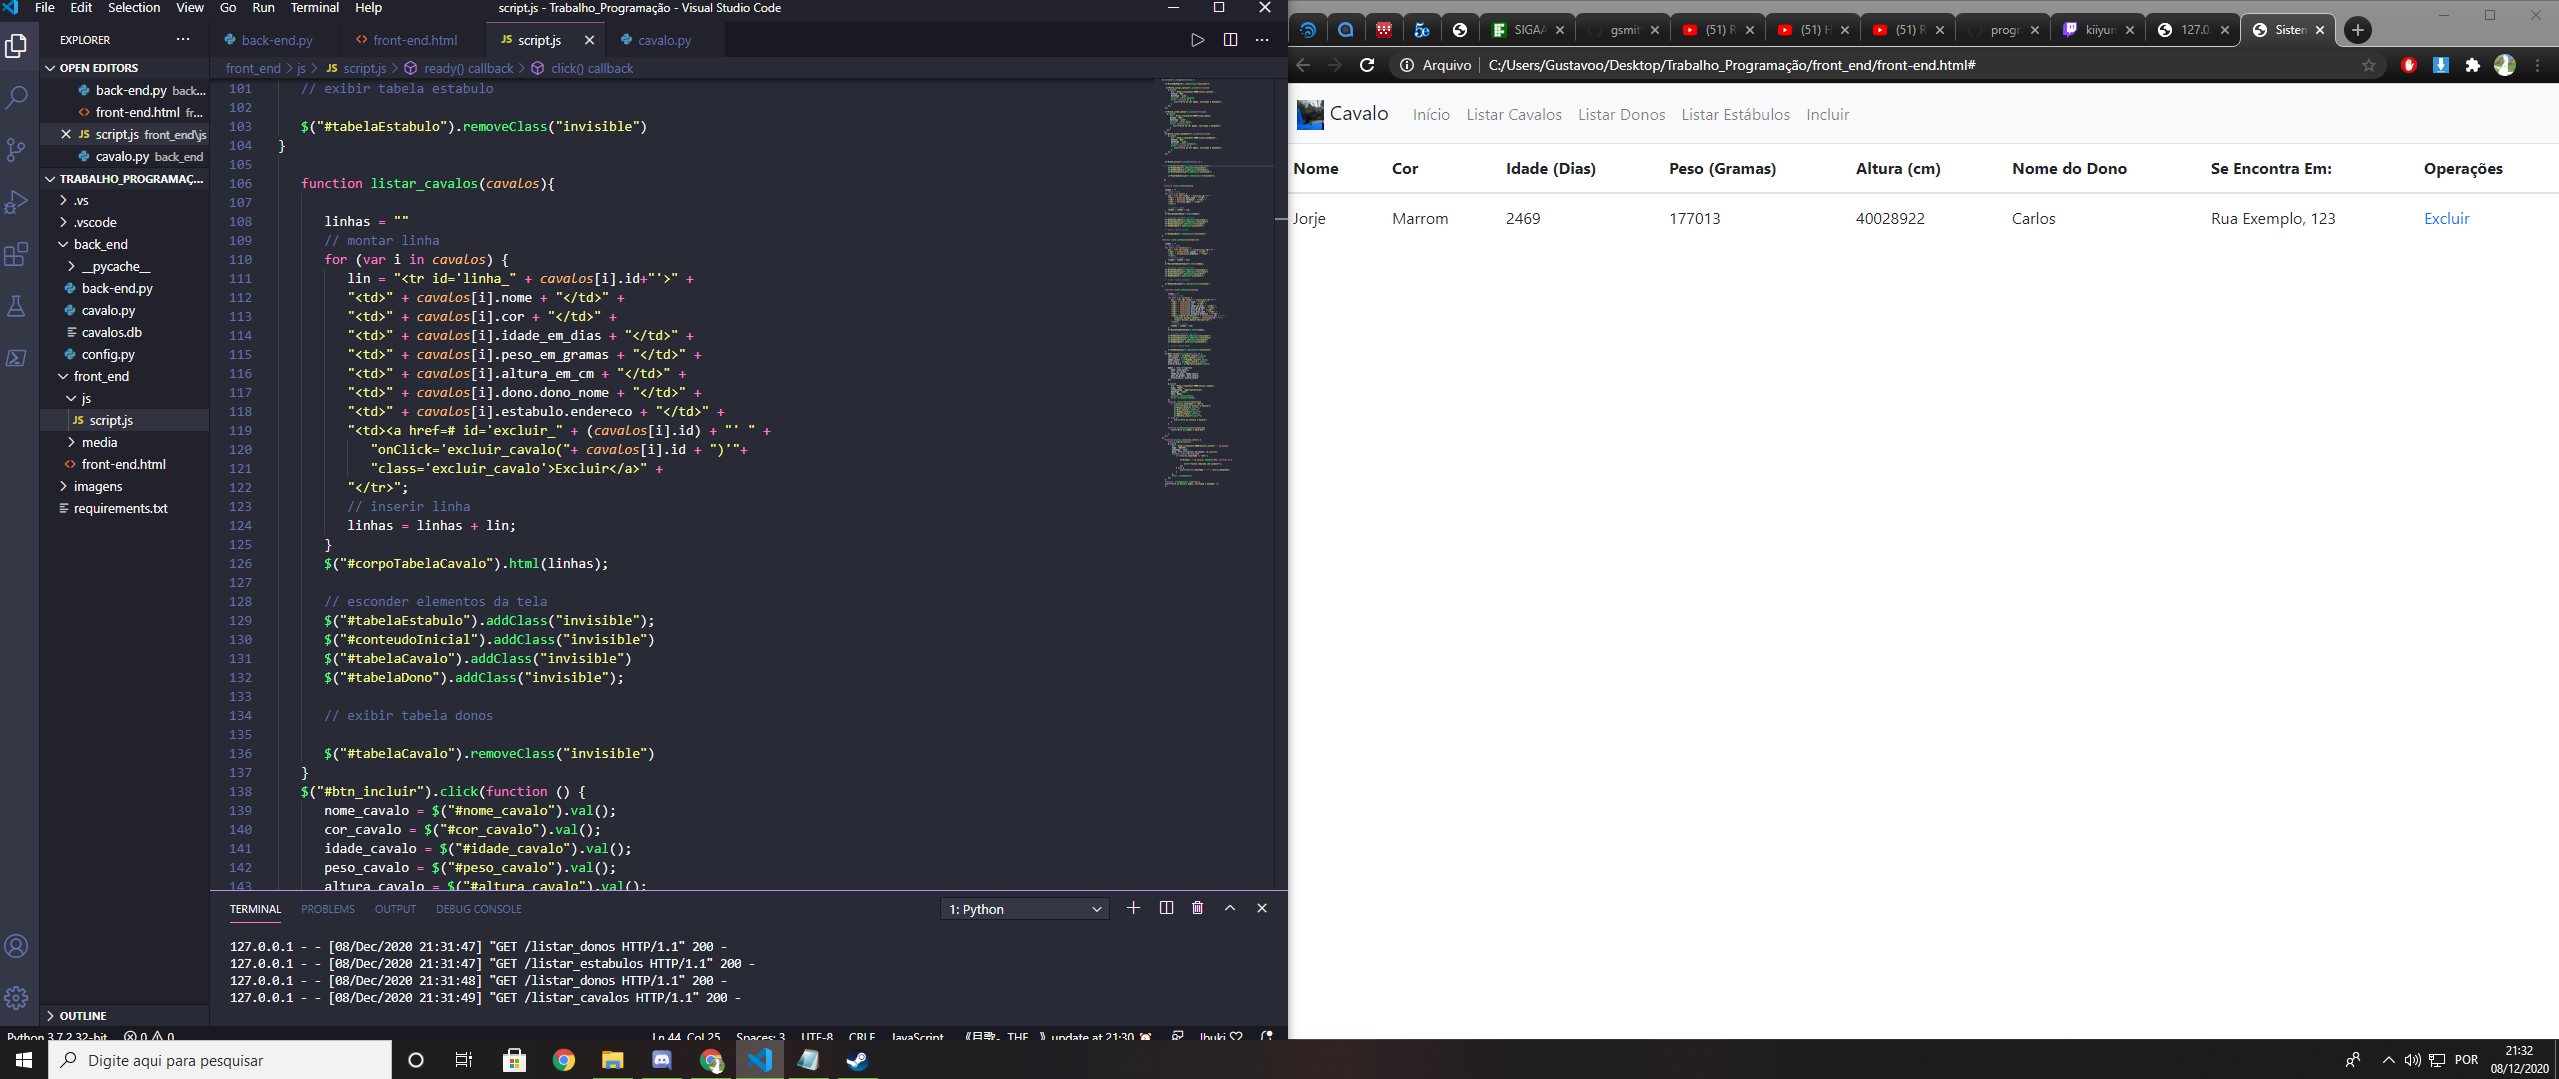 File Edit Selection View Go Run Terminal Help
script.js - Trabalho_Programação - Visual Studio Code
EXPLORER
OPEN EDITORS
back-end.py back...
front-end.html fr...
script.js front_end\js
cavalo.py back_end
TRABALHO_PROGRAMAÇ...
.vs
.vscode
back_end
__pycache__
back-end.py
cavalo.py
cavalos.db
config.py
front_end
js
script.js
media
front-end.html
imagens
requirements.txt
OUTLINE
back-end.py front-end.html script.js cavalo.py
front_end js script.js ready() callback click() callback
101 // exibir tabela estabulo
102
103 $("#tabelaEstabulo").removeClass("invisible")
104 }
105
106 function listar_cavalos(cavalos){
107
108 linhas = ""
109 // montar linha
110 for (var i in cavalos) {
111 lin = "<tr id='linha_" + cavalos[i].id+"'>" +
112 "<td>" + cavalos[i].nome + "</td>" +
113 "<td>" + cavalos[i].cor + "</td>" +
114 "<td>" + cavalos[i].idade_em_dias + "</td>" +
115 "<td>" + cavalos[i].peso_em_gramas + "</td>" +
116 "<td>" + cavalos[i].altura_em_cm + "</td>" +
117 "<td>" + cavalos[i].dono.dono_nome + "</td>" +
118 "<td>" + cavalos[i].estabulo.endereco + "</td>" +
119 "<td><a href=# id='excluir_" + (cavalos[i].id) + "' " +
120 "onClick='excluir_cavalo("+ cavalos[i].id + ")'"+
121 "class='excluir_cavalo'>Excluir</a>" +
122 "</tr>";
123 // inserir linha
124 linhas = linhas + lin;
125 }
126 $("#corpoTabelaCavalo").html(linhas);
127
128 // esconder elementos da tela
129 $("#tabelaEstabulo").addClass("invisible");
130 $("#conteudoInicial").addClass("invisible")
131 $("#tabelaCavalo").addClass("invisible")
132 $("#tabelaDono").addClass("invisible");
133
134 // exibir tabela donos
135
136 $("#tabelaCavalo").removeClass("invisible")
137 }
138 $("#btn_incluir").click(function () {
139 nome_cavalo = $("#nome_cavalo").val();
140 cor_cavalo = $("#cor_cavalo").val();
141 idade_cavalo = $("#idade_cavalo").val();
142 peso_cavalo = $("#peso_cavalo").val();
143 altura_cavalo = $("#altura_cavalo").val();
TERMINAL PROBLEMS OUTPUT DEBUG CONSOLE
1: Python
127.0.0.1 - - [08/Dec/2020 21:31:47] "GET /listar_donos HTTP/1.1" 200 -
127.0.0.1 - - [08/Dec/2020 21:31:47] "GET /listar_estabulos HTTP/1.1" 200 -
127.0.0.1 - - [08/Dec/2020 21:31:48] "GET /listar_donos HTTP/1.1" 200 -
127.0.0.1 - - [08/Dec/2020 21:31:49] "GET /listar_cavalos HTTP/1.1" 200 -
Python 3.7.2 32-bit 0 0
Ln 44, Col 25 Spaces: 3 UTF-8 CRLF JavaScript update at 21:30
SIGAA gsmit (51) R (51) H (51) R progr kiiyun 127.0. Sistem
Arquivo C:/Users/Gustavoo/Desktop/Trabalho_Programação/front_end/front-end.html#
Cavalo Início Listar Cavalos Listar Donos Listar Estábulos Incluir
Nome Cor Idade (Dias) Peso (Gramas) Altura (cm) Nome do Dono Se Encontra Em: Operações
Jorje Marrom 2469 177013 40028922 Carlos Rua Exemplo, 123 Excluir
Digite aqui para pesquisar
POR
21:32
08/12/2020